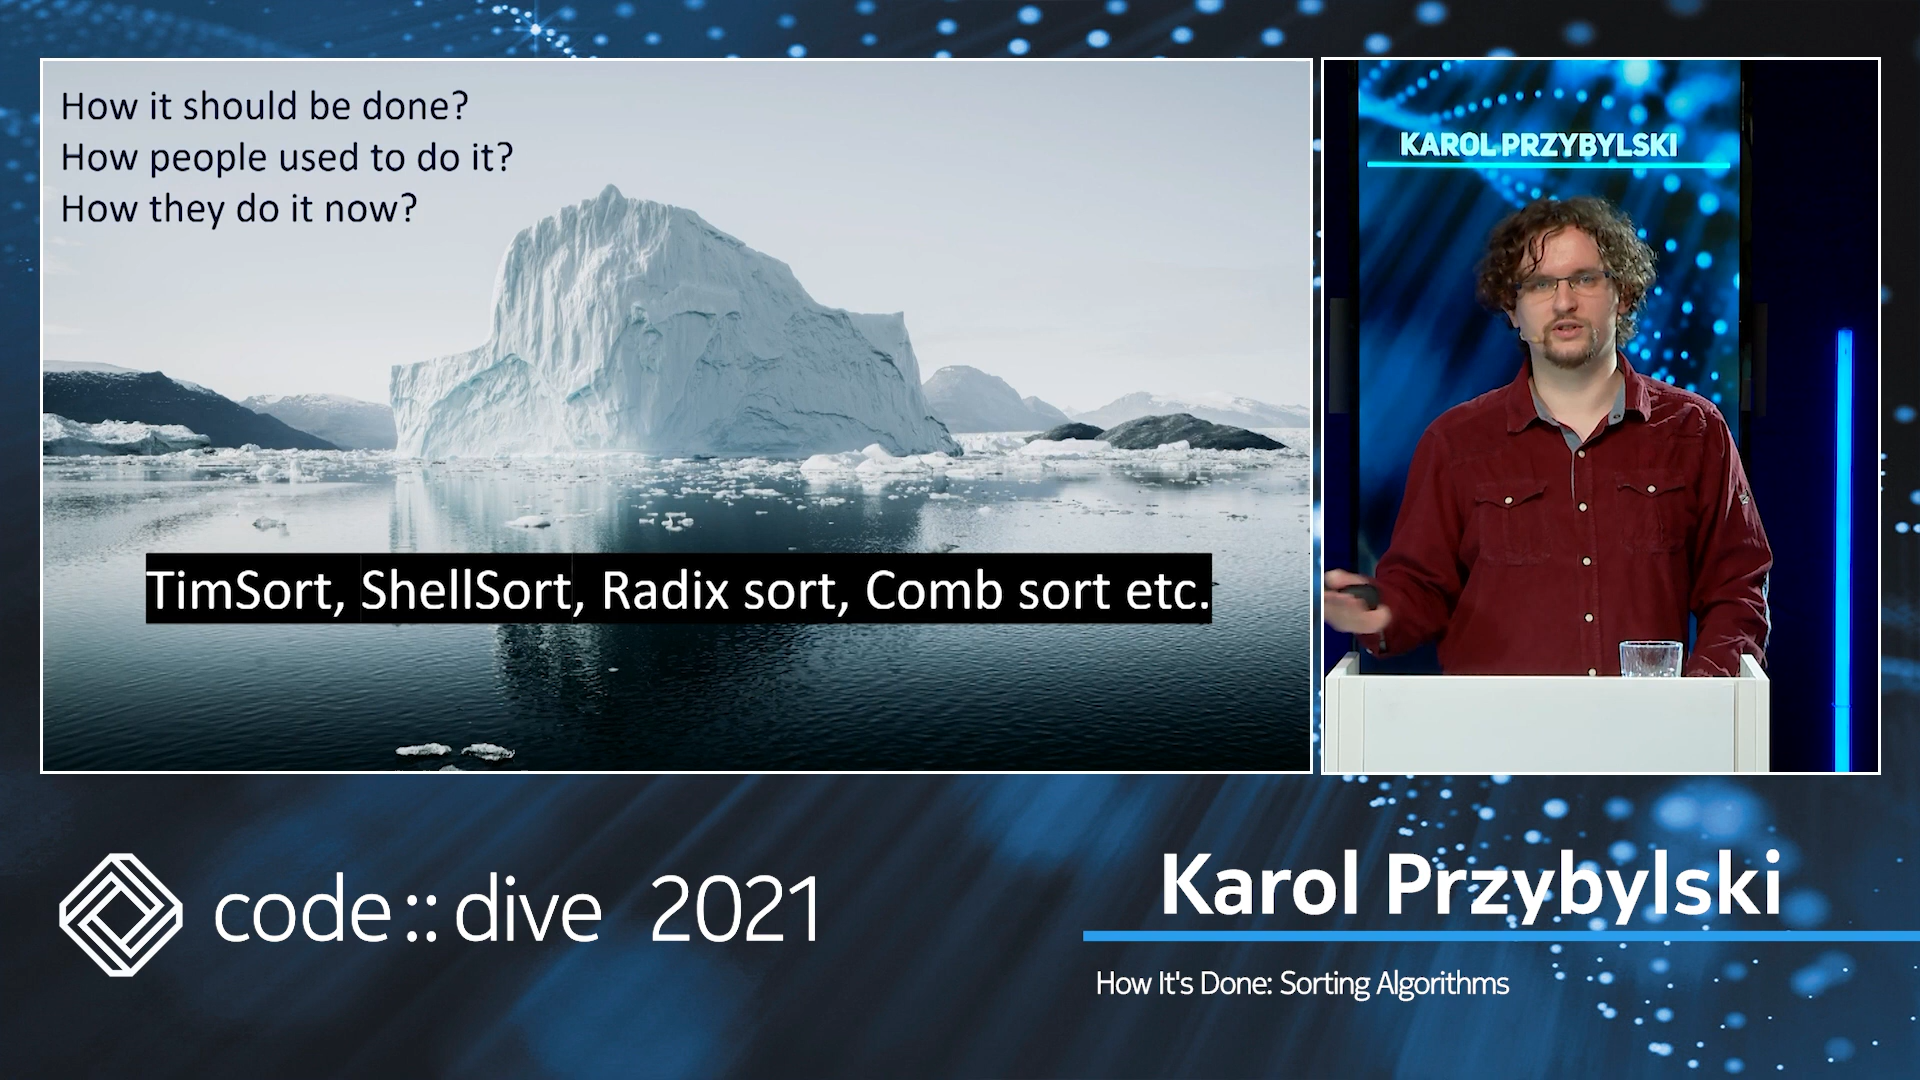 How it should be done?
How people used to do it?
How they do it now?
TimSort, ShellSort, Radix sort, Comb sort etc.
KAROL PRZYBYLSKI
code::dive 2021
Karol Przybylski
How It's Done: Sorting Algorithms